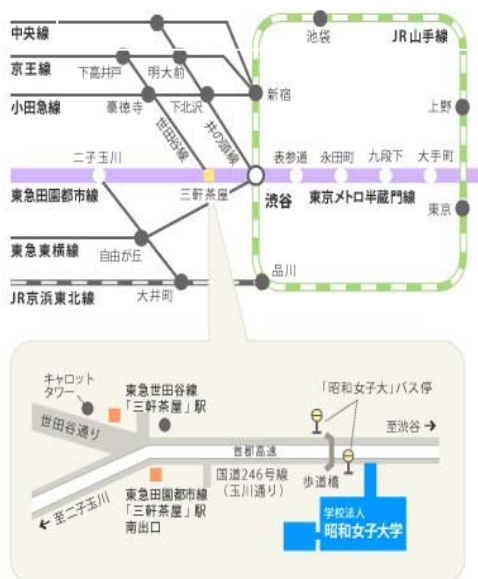 中央線
池袋
JR山手線
京王線
下高井戸
明大前
新宿
小田急線
豪徳寺
下北沢
上野
世田谷線
井の頭線
二子玉川
表参道
永田町
九段下
大手町
東急田園都市線
三軒茶屋
渋谷
東京メトロ半蔵門線
東京
東急東横線
自由が丘
品川
大井町
JR京浜東北線
キャロット
タワー
東急世田谷線
「三軒茶屋」駅
「昭和女子大」バス停
至渋谷→
世田谷通り
首都高速
国道246号線
(玉川通り)
歩道橋
←至二子玉川
東急田園都市線
「三軒茶屋」駅
南出口
学校法人
昭和女子大学